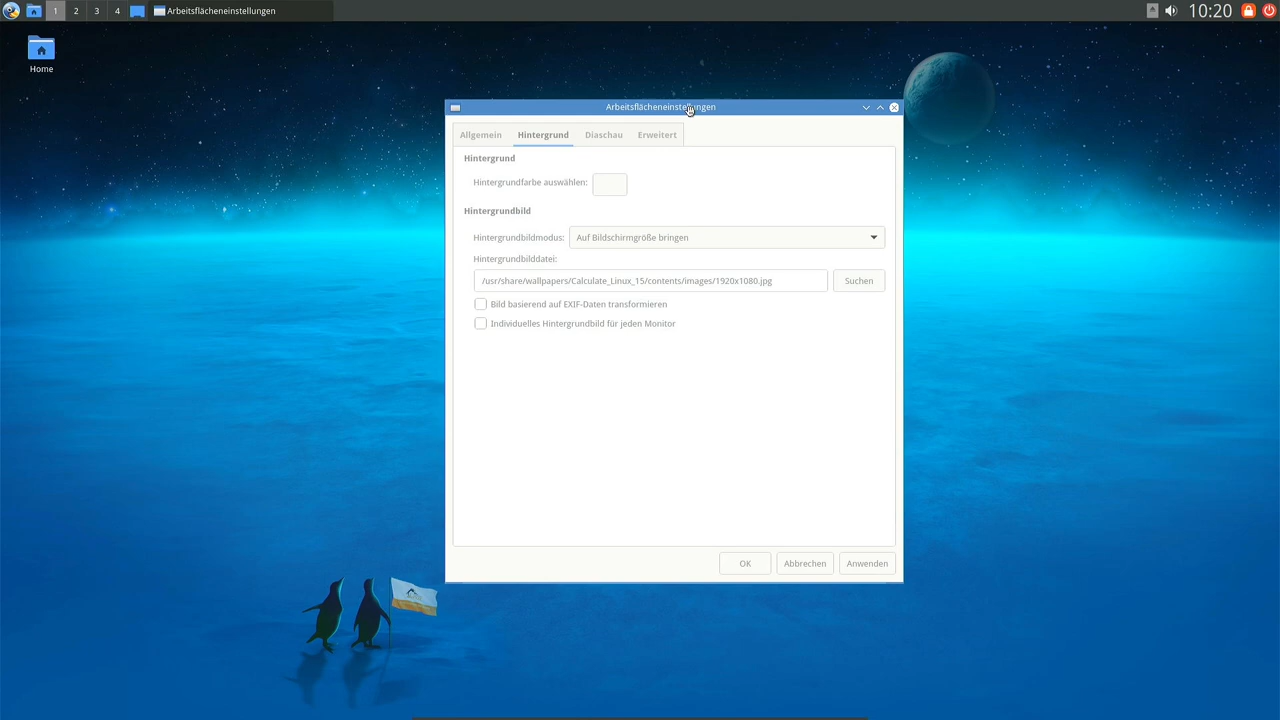 1 2 3 4 Arbeitsflächeneinstellungen 10:20
Home
Arbeitsflächeneinstellungen
Allgemein Hintergrund Diaschau Erweitert
Hintergrund
Hintergrundfarbe auswählen:
Hintergrundbild
Hintergrundbildmodus: Auf Bildschirmgröße bringen
Hintergrundbilddatei:
/usr/share/wallpapers/Calculate_Linux_15/contents/images/1920x1080.jpg Suchen
Bild basierend auf EXIF-Daten transformieren
Individuelles Hintergrundbild für jeden Monitor
OK Abbrechen Anwenden